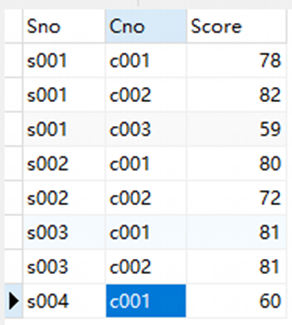 Sno Cno Score
s001 c001 78
s001 c002 82
s001 c003 59
s002 c001 80
s002 c002 72
s003 c001 81
s003 c002 81
s004 c001 60